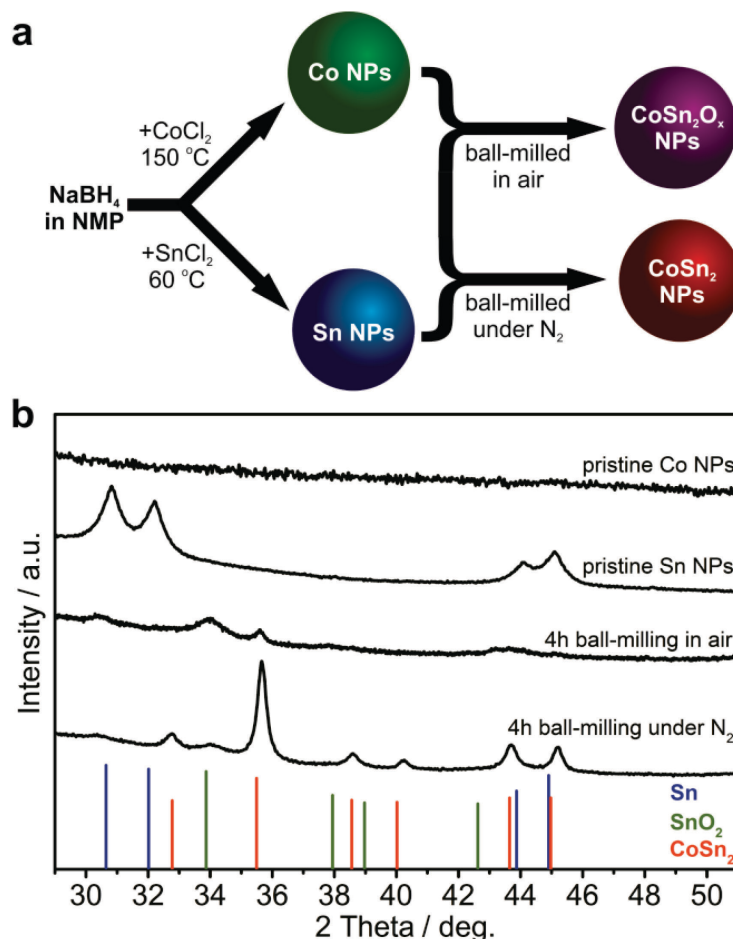 a
Co NPs
+CoCl₂
150 °C
NaBH₄
in NMP
+SnCl₂
60 °C
Sn NPs
ball-milled
in air
CoSn₂Oₓ
NPs
ball-milled
under N₂
CoSn₂
NPs
b
pristine Co NPs
pristine Sn NPs
4h ball-milling in air
4h ball-milling under N₂
Sn
SnO₂
CoSn₂
Intensity / a.u.
30 32 34 36 38 40 42 44 46 48 50
2 Theta / deg.